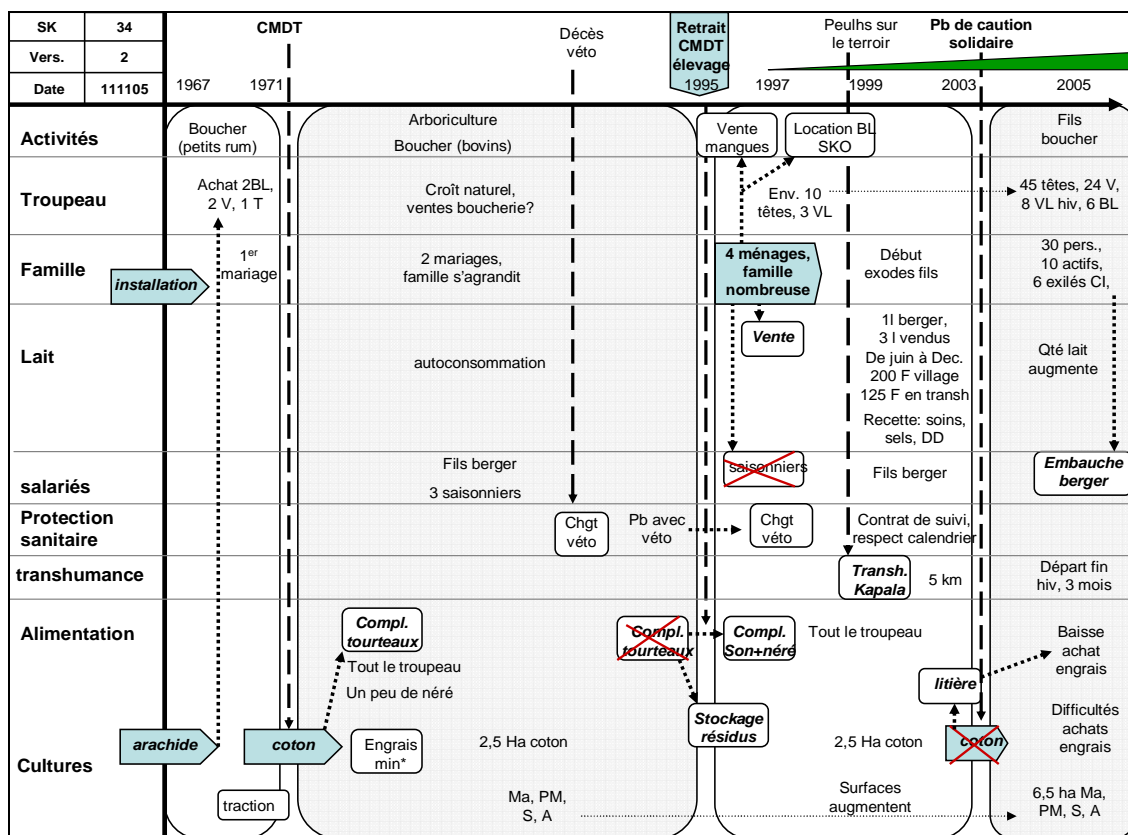 SK 34
Vers. 2
Date 111105
CMDT
Décès
véto
Retrait
CMDT
élevage
Peulhs sur
le terroir
Pb de caution
solidaire
1967 1971 1995 1997 1999 2003 2005
Activités
Boucher
(petits rum)
Arboriculture
Boucher (bovins)
Vente
mangues
Location BL
SKO
Fils
boucher
Troupeau
Achat 2BL,
2 V, 1 T
Croît naturel,
ventes boucherie?
Env. 10
têtes, 3 VL
45 têtes, 24 V,
8 VL hiv, 6 BL
Famille
installation
1er
mariage
2 mariages,
famille s'agrandit
4 ménages,
famille
nombreuse
Début
exodes fils
30 pers.,
10 actifs,
6 exilés CI,
Lait
autoconsommation
Vente
1l berger,
3 l vendus
De juin à Dec.
200 F village
125 F en transh
Recette: soins,
sels, DD
Qté lait
augmente
salariés
Fils berger
3 saisonniers
saisonniers
Fils berger
Embauche
berger
Protection
sanitaire
Chgt
véto
Pb avec
véto
Chgt
véto
Contrat de suivi,
respect calendrier
transhumance
Transh.
Kapala
5 km
Départ fin
hiv, 3 mois
Alimentation
Compl.
tourteaux
Tout le troupeau
Un peu de néré
Compl.
tourteaux
Compl.
Son+néré
Tout le troupeau
Baisse
achat
engrais
litière
Stockage
résidus
Cultures
arachide
coton
Engrais
min*
2,5 Ha coton
2,5 Ha coton
coton
Difficultés
achats
engrais
traction
Ma, PM,
S, A
Surfaces
augmentent
6,5 ha Ma,
PM, S, A